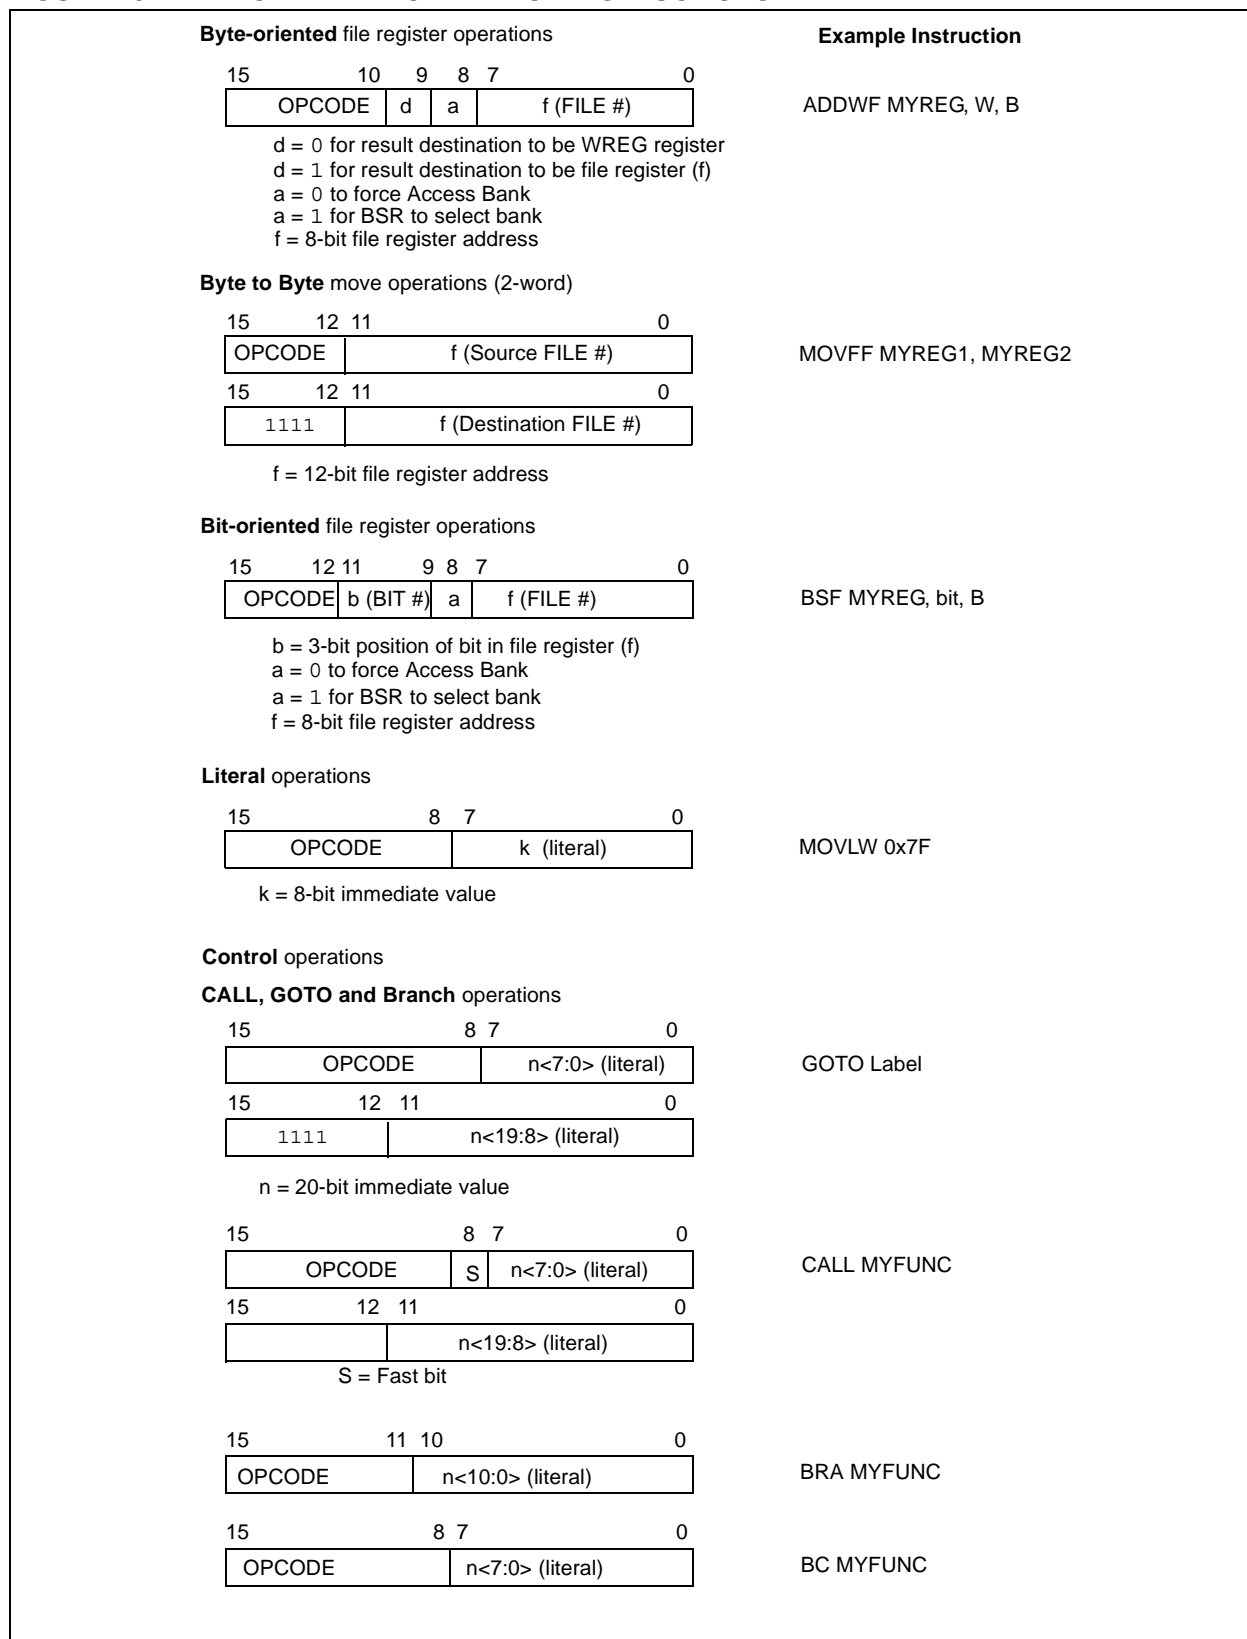 Byte-oriented file register operations
Example Instruction
15 10 9 8 7 0
OPCODE d a f (FILE #)
ADDWF MYREG, W, B
d = 0 for result destination to be WREG register
d = 1 for result destination to be file register (f)
a = 0 to force Access Bank
a = 1 for BSR to select bank
f = 8-bit file register address
Byte to Byte move operations (2-word)
15 12 11 0
OPCODE f (Source FILE #)
MOVFF MYREG1, MYREG2
15 12 11 0
1111 f (Destination FILE #)
f = 12-bit file register address
Bit-oriented file register operations
15 12 11 9 8 7 0
OPCODE b (BIT #) a f (FILE #)
BSF MYREG, bit, B
b = 3-bit position of bit in file register (f)
a = 0 to force Access Bank
a = 1 for BSR to select bank
f = 8-bit file register address
Literal operations
15 8 7 0
OPCODE k (literal)
MOVLW 0x7F
k = 8-bit immediate value
Control operations
CALL, GOTO and Branch operations
15 8 7 0
OPCODE n<7:0> (literal)
GOTO Label
15 12 11 0
1111 n<19:8> (literal)
n = 20-bit immediate value
15 8 7 0
OPCODE S n<7:0> (literal)
CALL MYFUNC
15 12 11 0
n<19:8> (literal)
S = Fast bit
15 11 10 0
OPCODE n<10:0> (literal)
BRA MYFUNC
15 8 7 0
OPCODE n<7:0> (literal)
BC MYFUNC